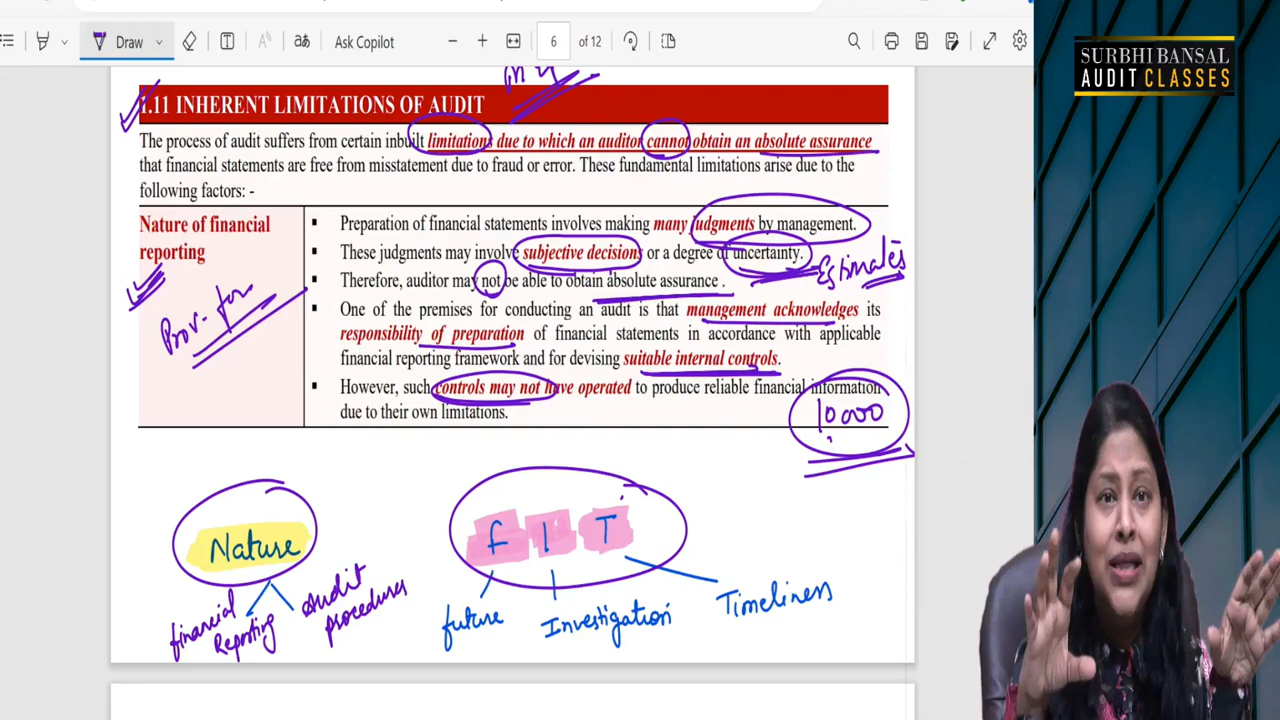 Draw
Ask Copilot
6 of 12
SURBHI BANSAL
AUDIT CLASSES
1.11 INHERENT LIMITATIONS OF AUDIT
The process of audit suffers from certain inbuilt limitations due to which an auditor cannot obtain an absolute assurance
that financial statements are free from misstatement due to fraud or error. These fundamental limitations arise due to the
following factors: -
Nature of financial
reporting
▪ Preparation of financial statements involves making many judgments by management.
▪ These judgments may involve subjective decisions or a degree of uncertainty.
Estimates
▪ Therefore, auditor may not be able to obtain absolute assurance .
▪ One of the premises for conducting an audit is that management acknowledges its
responsibility of preparation of financial statements in accordance with applicable
financial reporting framework and for devising suitable internal controls.
▪ However, such controls may not have operated to produce reliable financial information
due to their own limitations.
Prov. for
10,000
Nature
financial
Reporting
Audit
procedures
f I T
future
Investigation
Timeliness